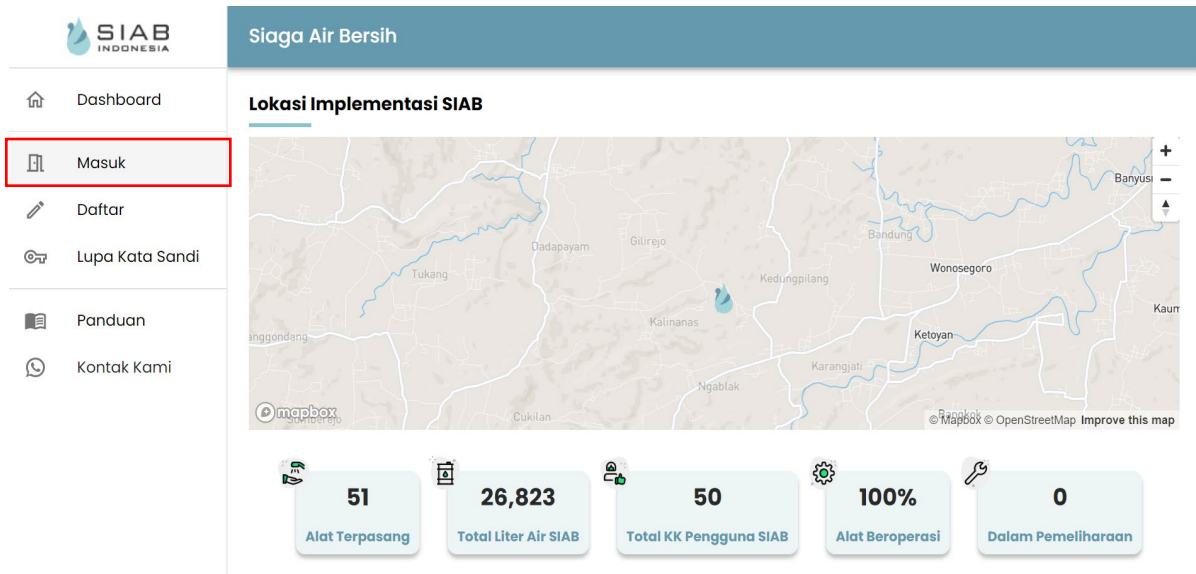 SIAB
INDONESIA
Siaga Air Bersih
Dashboard
Masuk
Daftar
Lupa Kata Sandi
Panduan
Kontak Kami
Lokasi Implementasi SIAB
Dadapayam
Gilirejo
Bandung
Tukang
Kedungpilang
Wonosegoro
Kalinanas
Kaum
anggondang
Ketoyan
Karangjati
Ngablak
Cukilan
mapbox
© Mapbox © OpenStreetMap Improve this map
51
Alat Terpasang
26,823
Total Liter Air SIAB
50
Total KK Pengguna SIAB
100%
Alat Beroperasi
0
Dalam Pemeliharaan